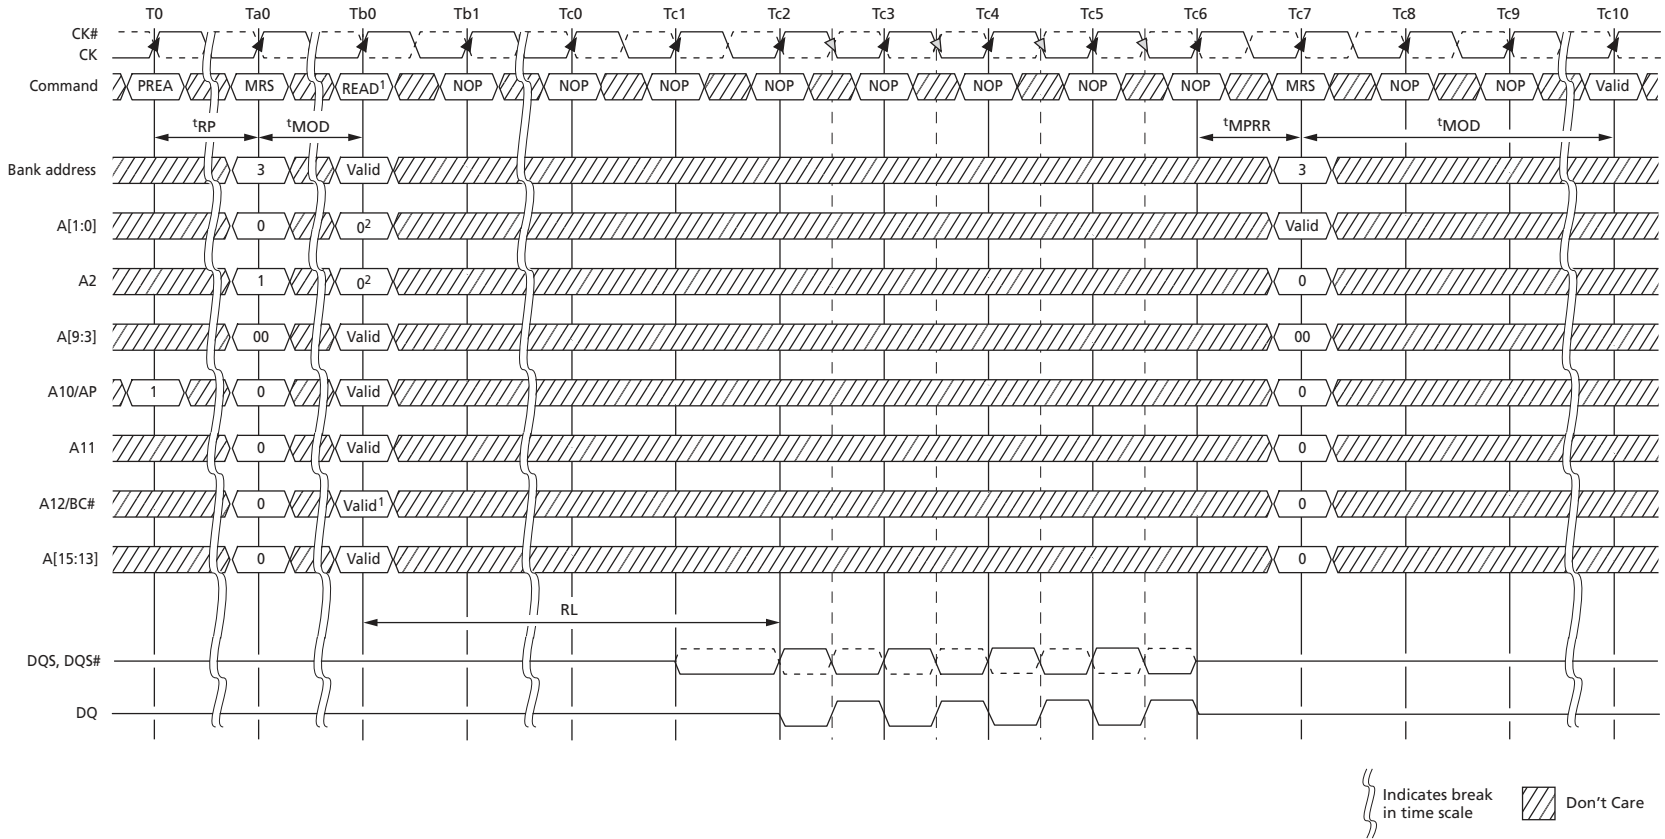 T0 Ta0 Tb0 Tb1 Tc0 Tc1 Tc2 Tc3 Tc4 Tc5 Tc6 Tc7 Tc8 Tc9 Tc10
CK#
CK
Command PREA MRS READ¹ NOP NOP NOP NOP NOP NOP NOP NOP MRS NOP NOP Valid
ᵗRP ᵗMOD ᵗMPRR ᵗMOD
Bank address 3 Valid 3
A[1:0] 0 0² Valid
A2 1 0² 0
A[9:3] 00 Valid 00
A10/AP 1 0 Valid 0
A11 0 Valid 0
A12/BC# 0 Valid¹ 0
A[15:13] 0 Valid 0
RL
DQS, DQS#
DQ
Indicates break
in time scale
Don't Care